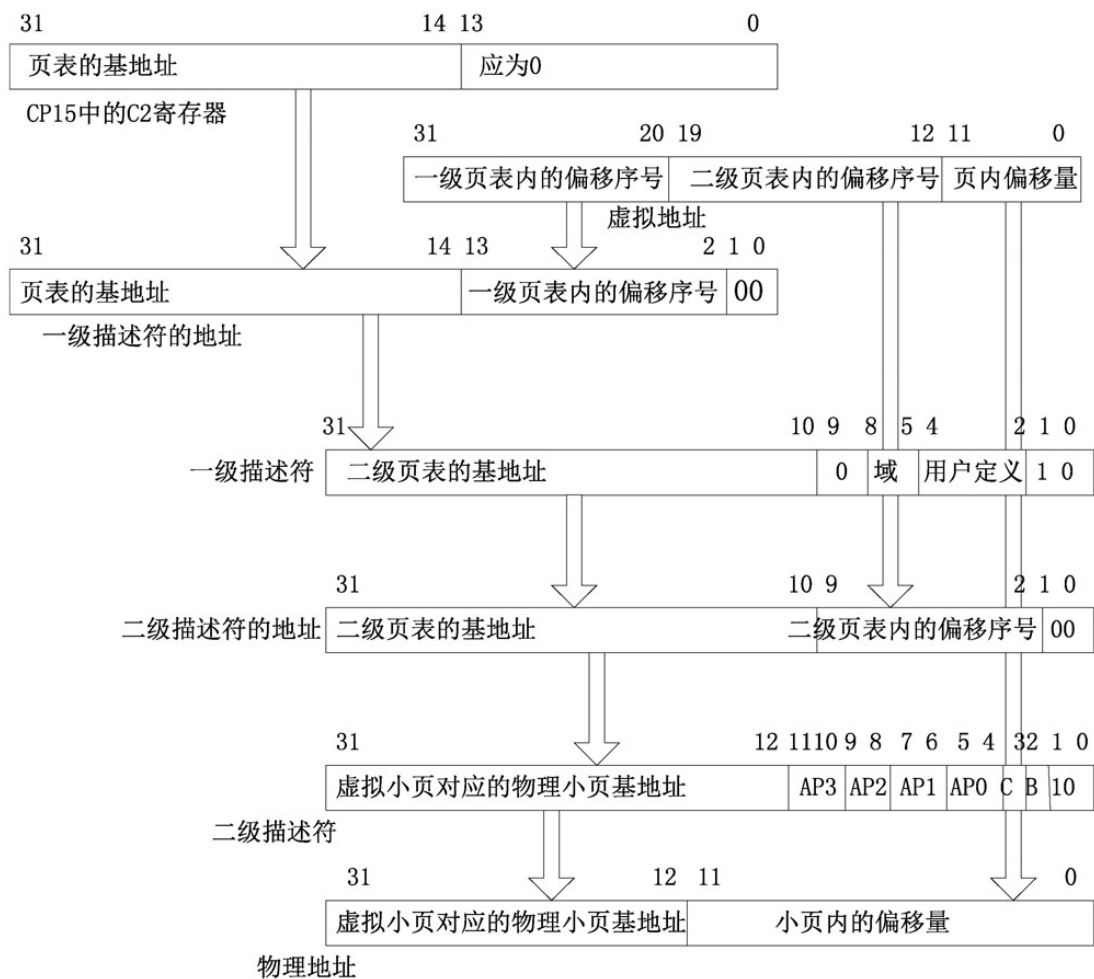 31 14 13 0
页表的基地址 应为0
CP15中的C2寄存器
31 20 19 12 11 0
一级页表内的偏移序号 二级页表内的偏移序号 页内偏移量
虚拟地址
31 14 13 2 1 0
页表的基地址 一级页表内的偏移序号 00
一级描述符的地址
31 10 9 8 5 4 2 1 0
一级描述符 二级页表的基地址 0 域 用户定义 1 0
31 10 9 2 1 0
二级描述符的地址 二级页表的基地址 二级页表内的偏移序号 00
31 12 1110 9 8 7 6 5 4 32 1 0
虚拟小页对应的物理小页基地址 AP3 AP2 AP1 AP0 C B 10
二级描述符
31 12 11 0
虚拟小页对应的物理小页基地址 小页内的偏移量
物理地址